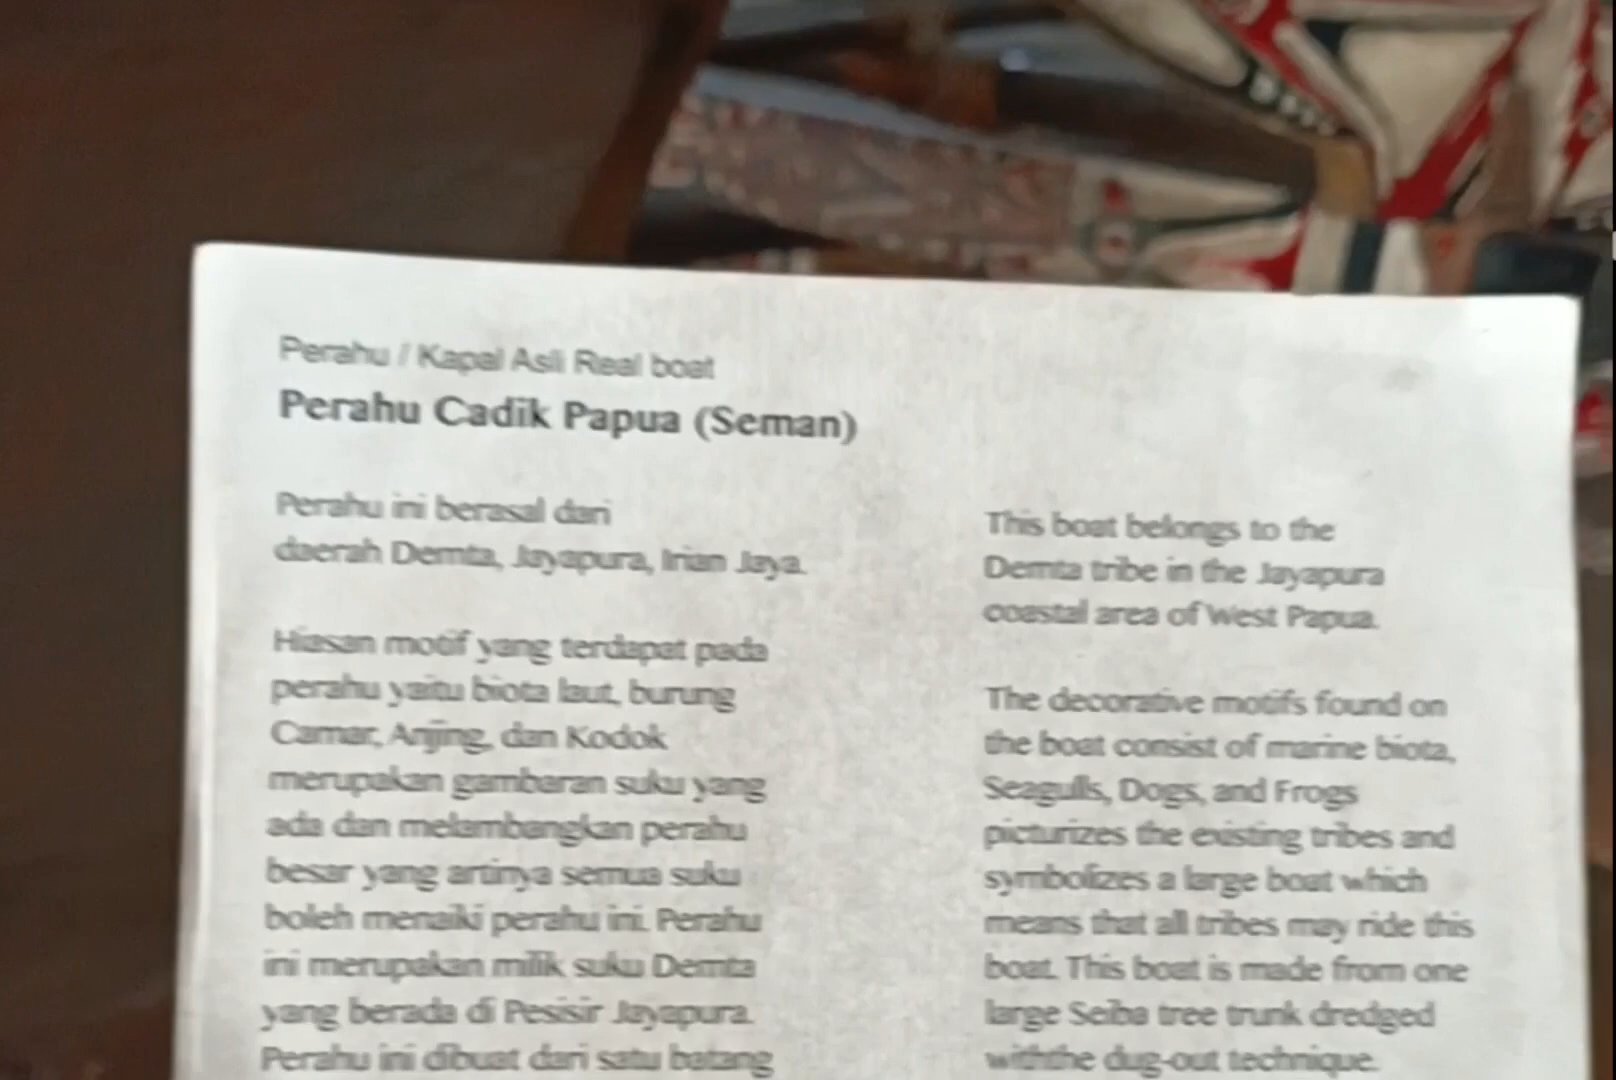 Perahu / Kapal Asli Real boat
Perahu Cadik Papua (Seman)
Perahu ini berasal dari
daerah Demta, Jayapura, Irian Jaya.
Hiasan motif yang terdapat pada
perahu yaitu biota laut, burung
Camar, Anjing, dan Kodok
merupakan gambaran suku yang
ada dan melambangkan perahu
besar yang artinya semua suku
boleh menaiki perahu ini. Perahu
ini merupakan milik suku Demta
yang berada di Pesisir Jayapura.
Perahu ini dibuat dari satu batang
This boat belongs to the
Demta tribe in the Jayapura
coastal area of West Papua.
The decorative motifs found on
the boat consist of marine biota,
Seagulls, Dogs, and Frogs
picturizes the existing tribes and
symbolizes a large boat which
means that all tribes may ride this
boat. This boat is made from one
large Seiba tree trunk dredged
withthe dug-out technique.